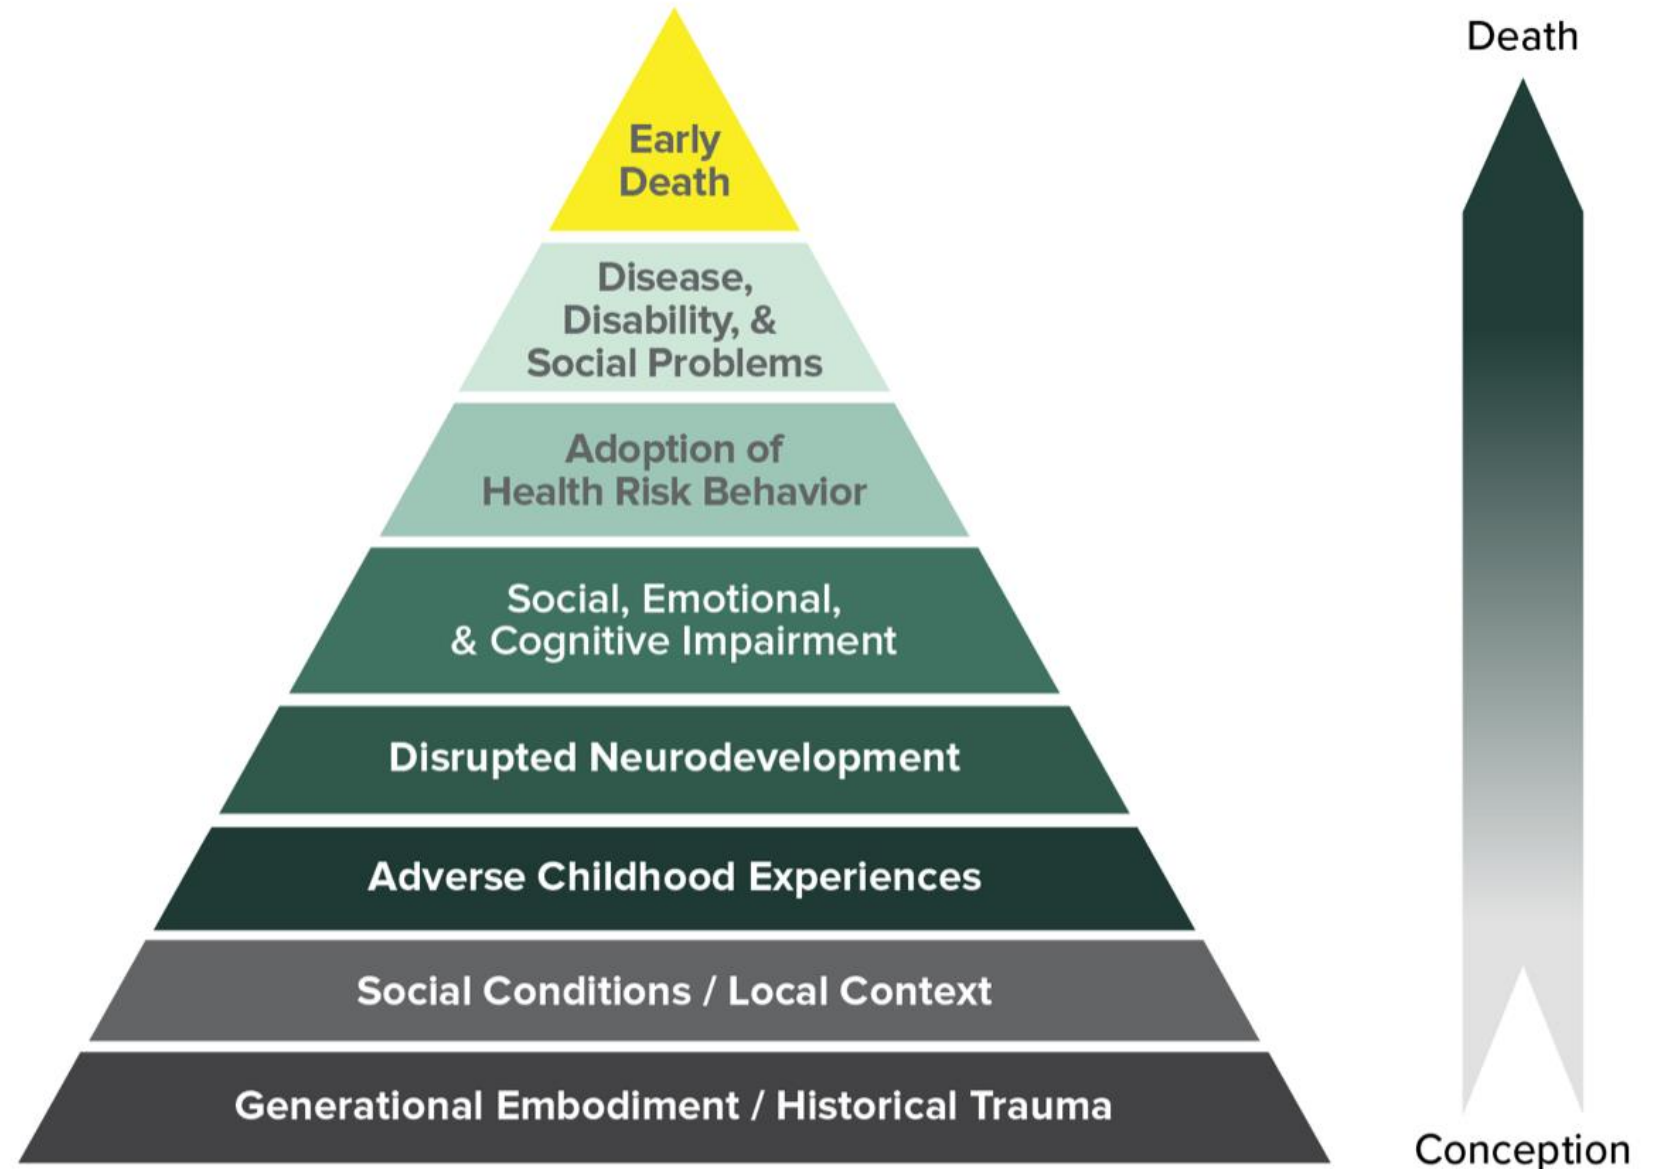 Death
Early
Death
Disease,
Disability, &
Social Problems
Adoption of
Health Risk Behavior
Social, Emotional,
& Cognitive Impairment
Disrupted Neurodevelopment
Adverse Childhood Experiences
Social Conditions / Local Context
Generational Embodiment / Historical Trauma
Conception